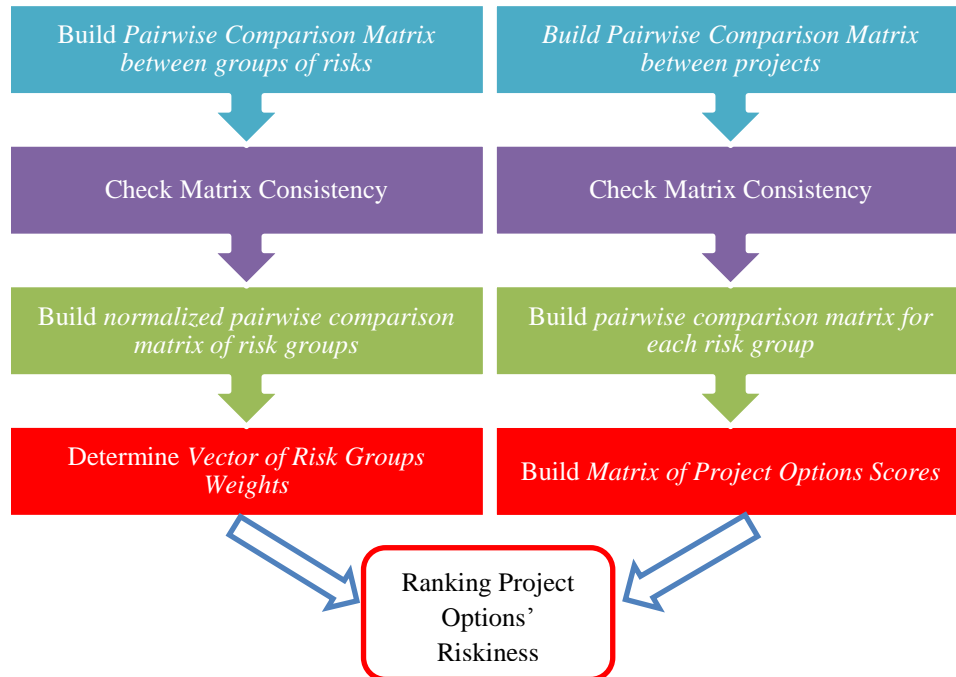 Build Pairwise Comparison Matrix
between groups of risks
Check Matrix Consistency
Build normalized pairwise comparison
matrix of risk groups
Determine Vector of Risk Groups
Weights
Build Pairwise Comparison Matrix
between projects
Check Matrix Consistency
Build pairwise comparison matrix for
each risk group
Build Matrix of Project Options Scores
Ranking Project
Options’
Riskiness